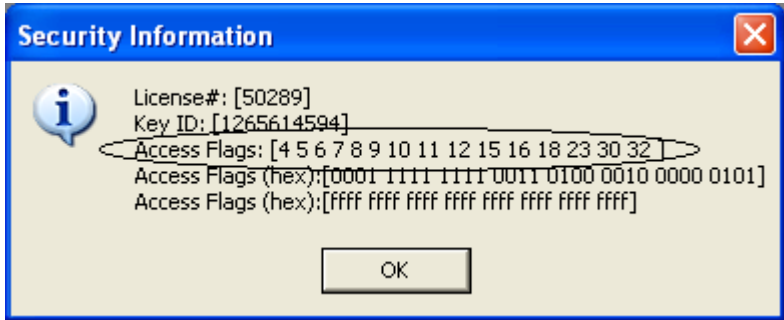 Security Information
License#: [50289]
Key ID: [1265614594]
Access Flags: [4 5 6 7 8 9 10 11 12 15 16 18 23 30 32 ]
Access Flags (hex):[0001 1111 1111 0011 0100 0010 0000 0101]
Access Flags (hex):[ffff ffff ffff ffff ffff ffff ffff ffff]
OK